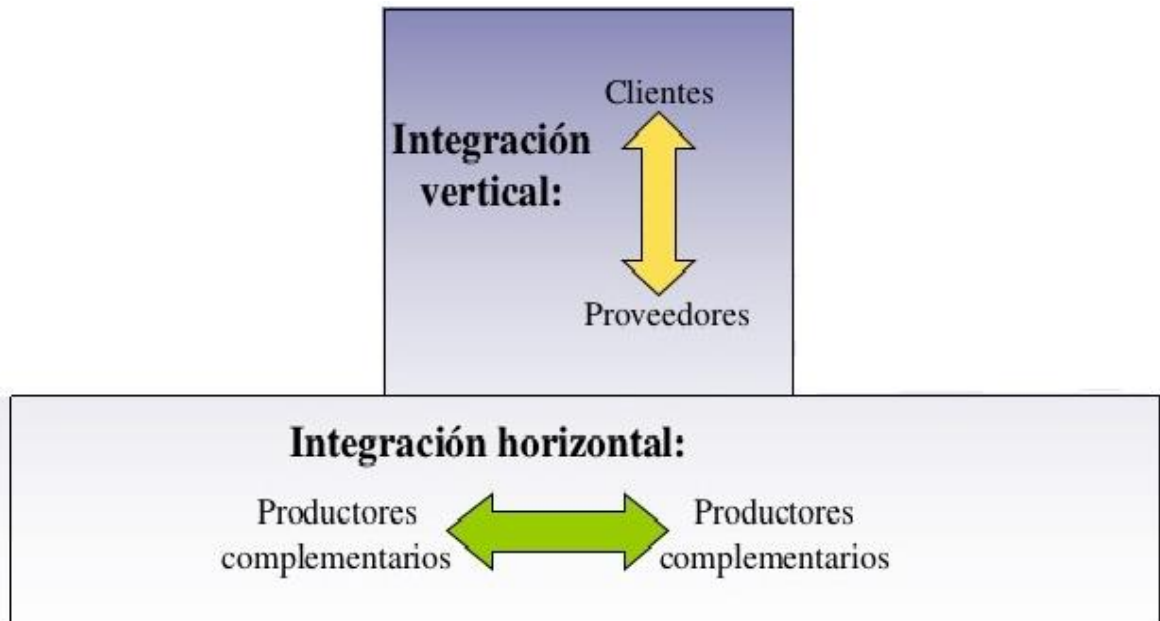 Clientes
Integración
vertical:
Proveedores
Integración horizontal:
Productores
complementarios
Productores
complementarios